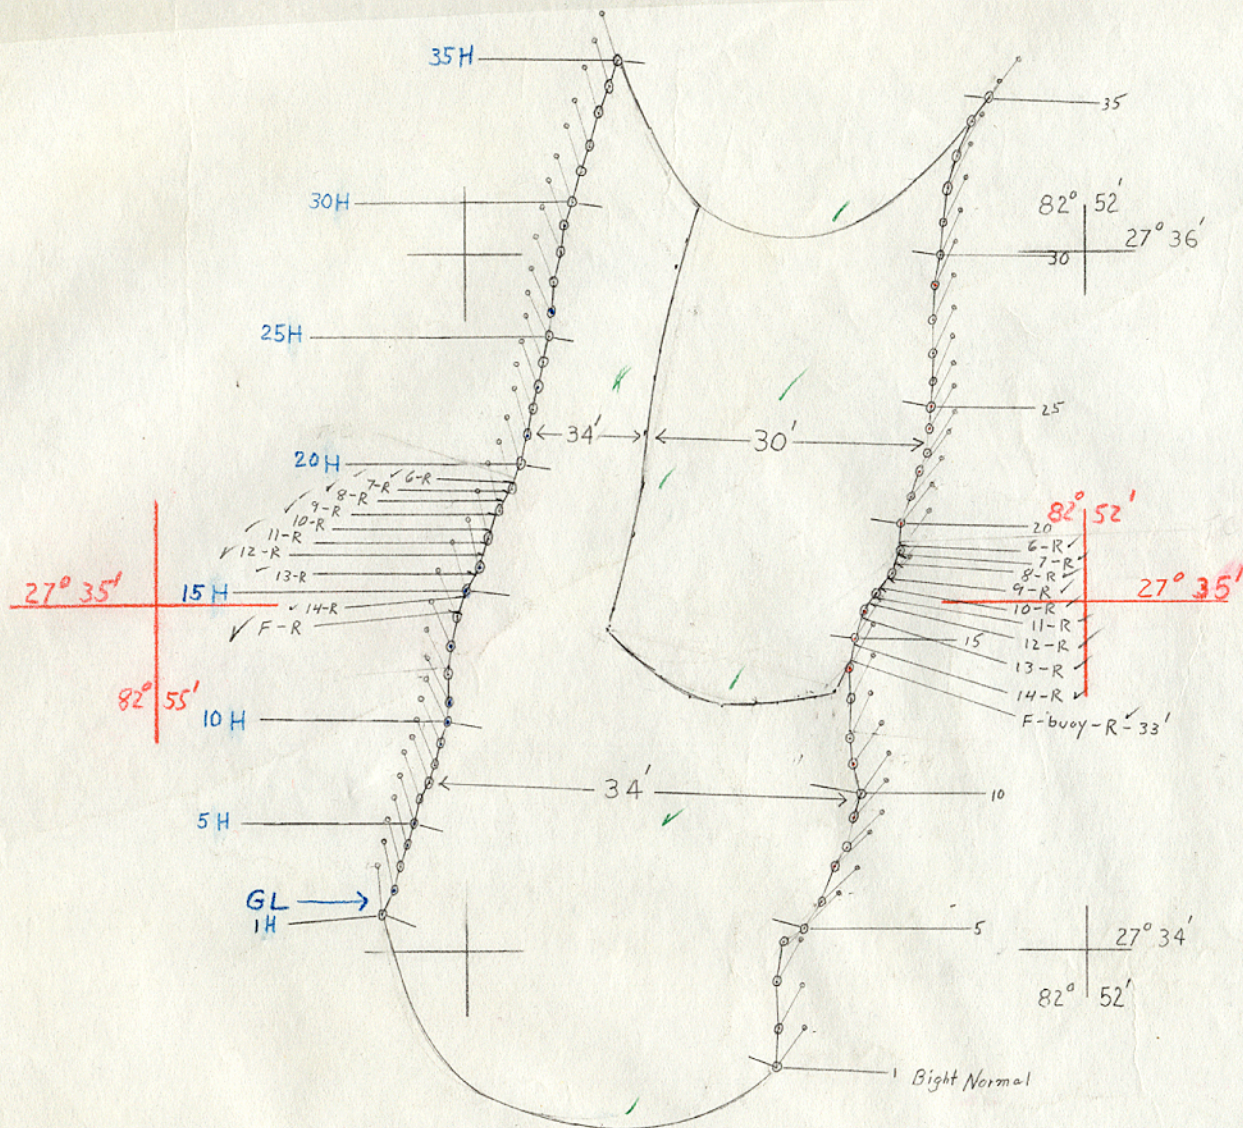 35H
35
82° 52'
27° 36'
30H
30
25H
25
34'
30'
20H
20
82° 52'
6-R
7-R
8-R
9-R
10-R
11-R
12-R
13-R
14-R
F-R
6-R
7-R
8-R
9-R
10-R
11-R
12-R
13-R
14-R
F-buoy-R-33'
27° 35'
15H
27° 35'
15
82° 55'
10H
34'
10
5H
GL
1H
5
27° 34'
82° 52'
1 Bight Normal